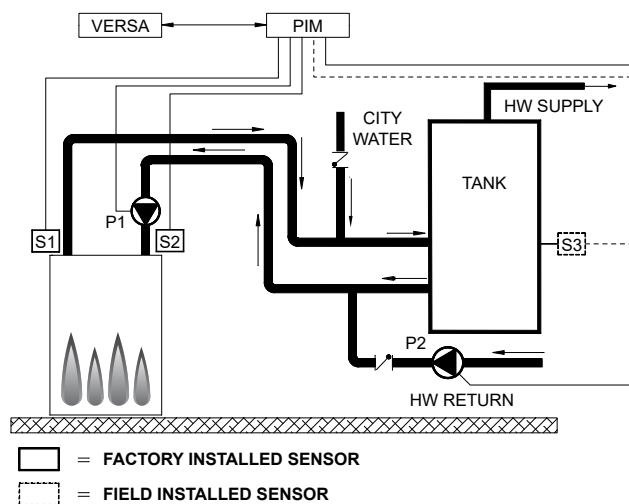 VERSA
PIM
HW SUPPLY
CITY
WATER
TANK
P1
S1
S2
S3
P2
HW RETURN
= FACTORY INSTALLED SENSOR
= FIELD INSTALLED SENSOR